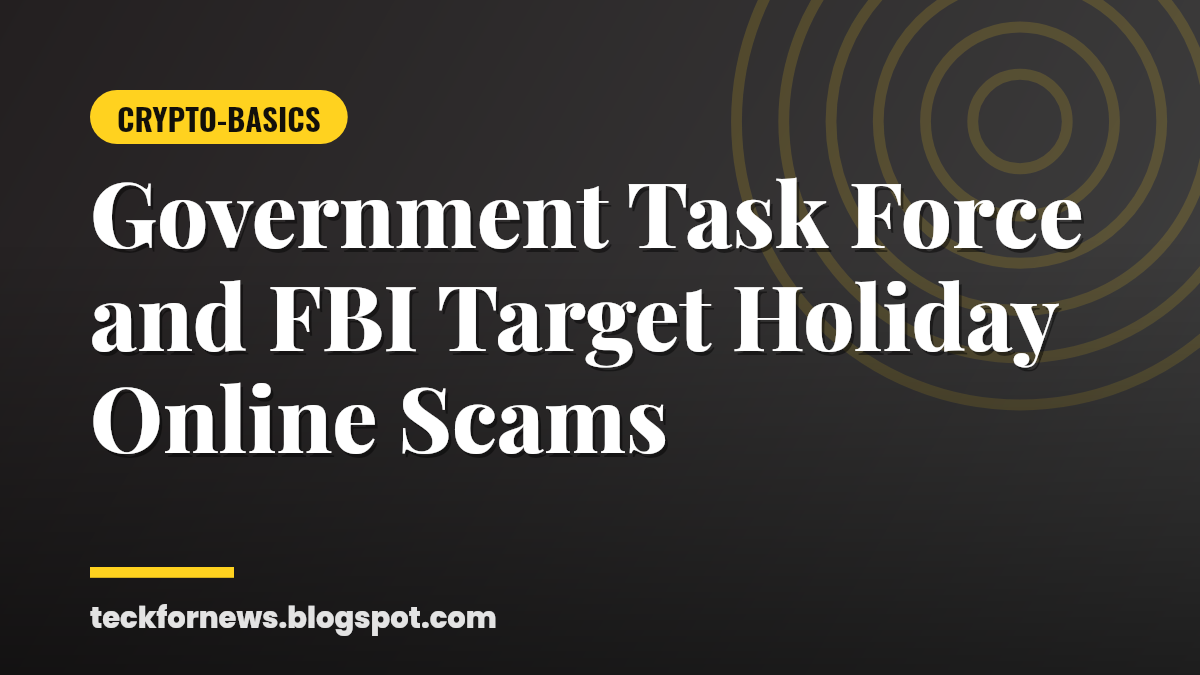 CRYPTO-BASICS
Government Task Force
and FBI Target Holiday
Online Scams
teckfornews.blogspot.com